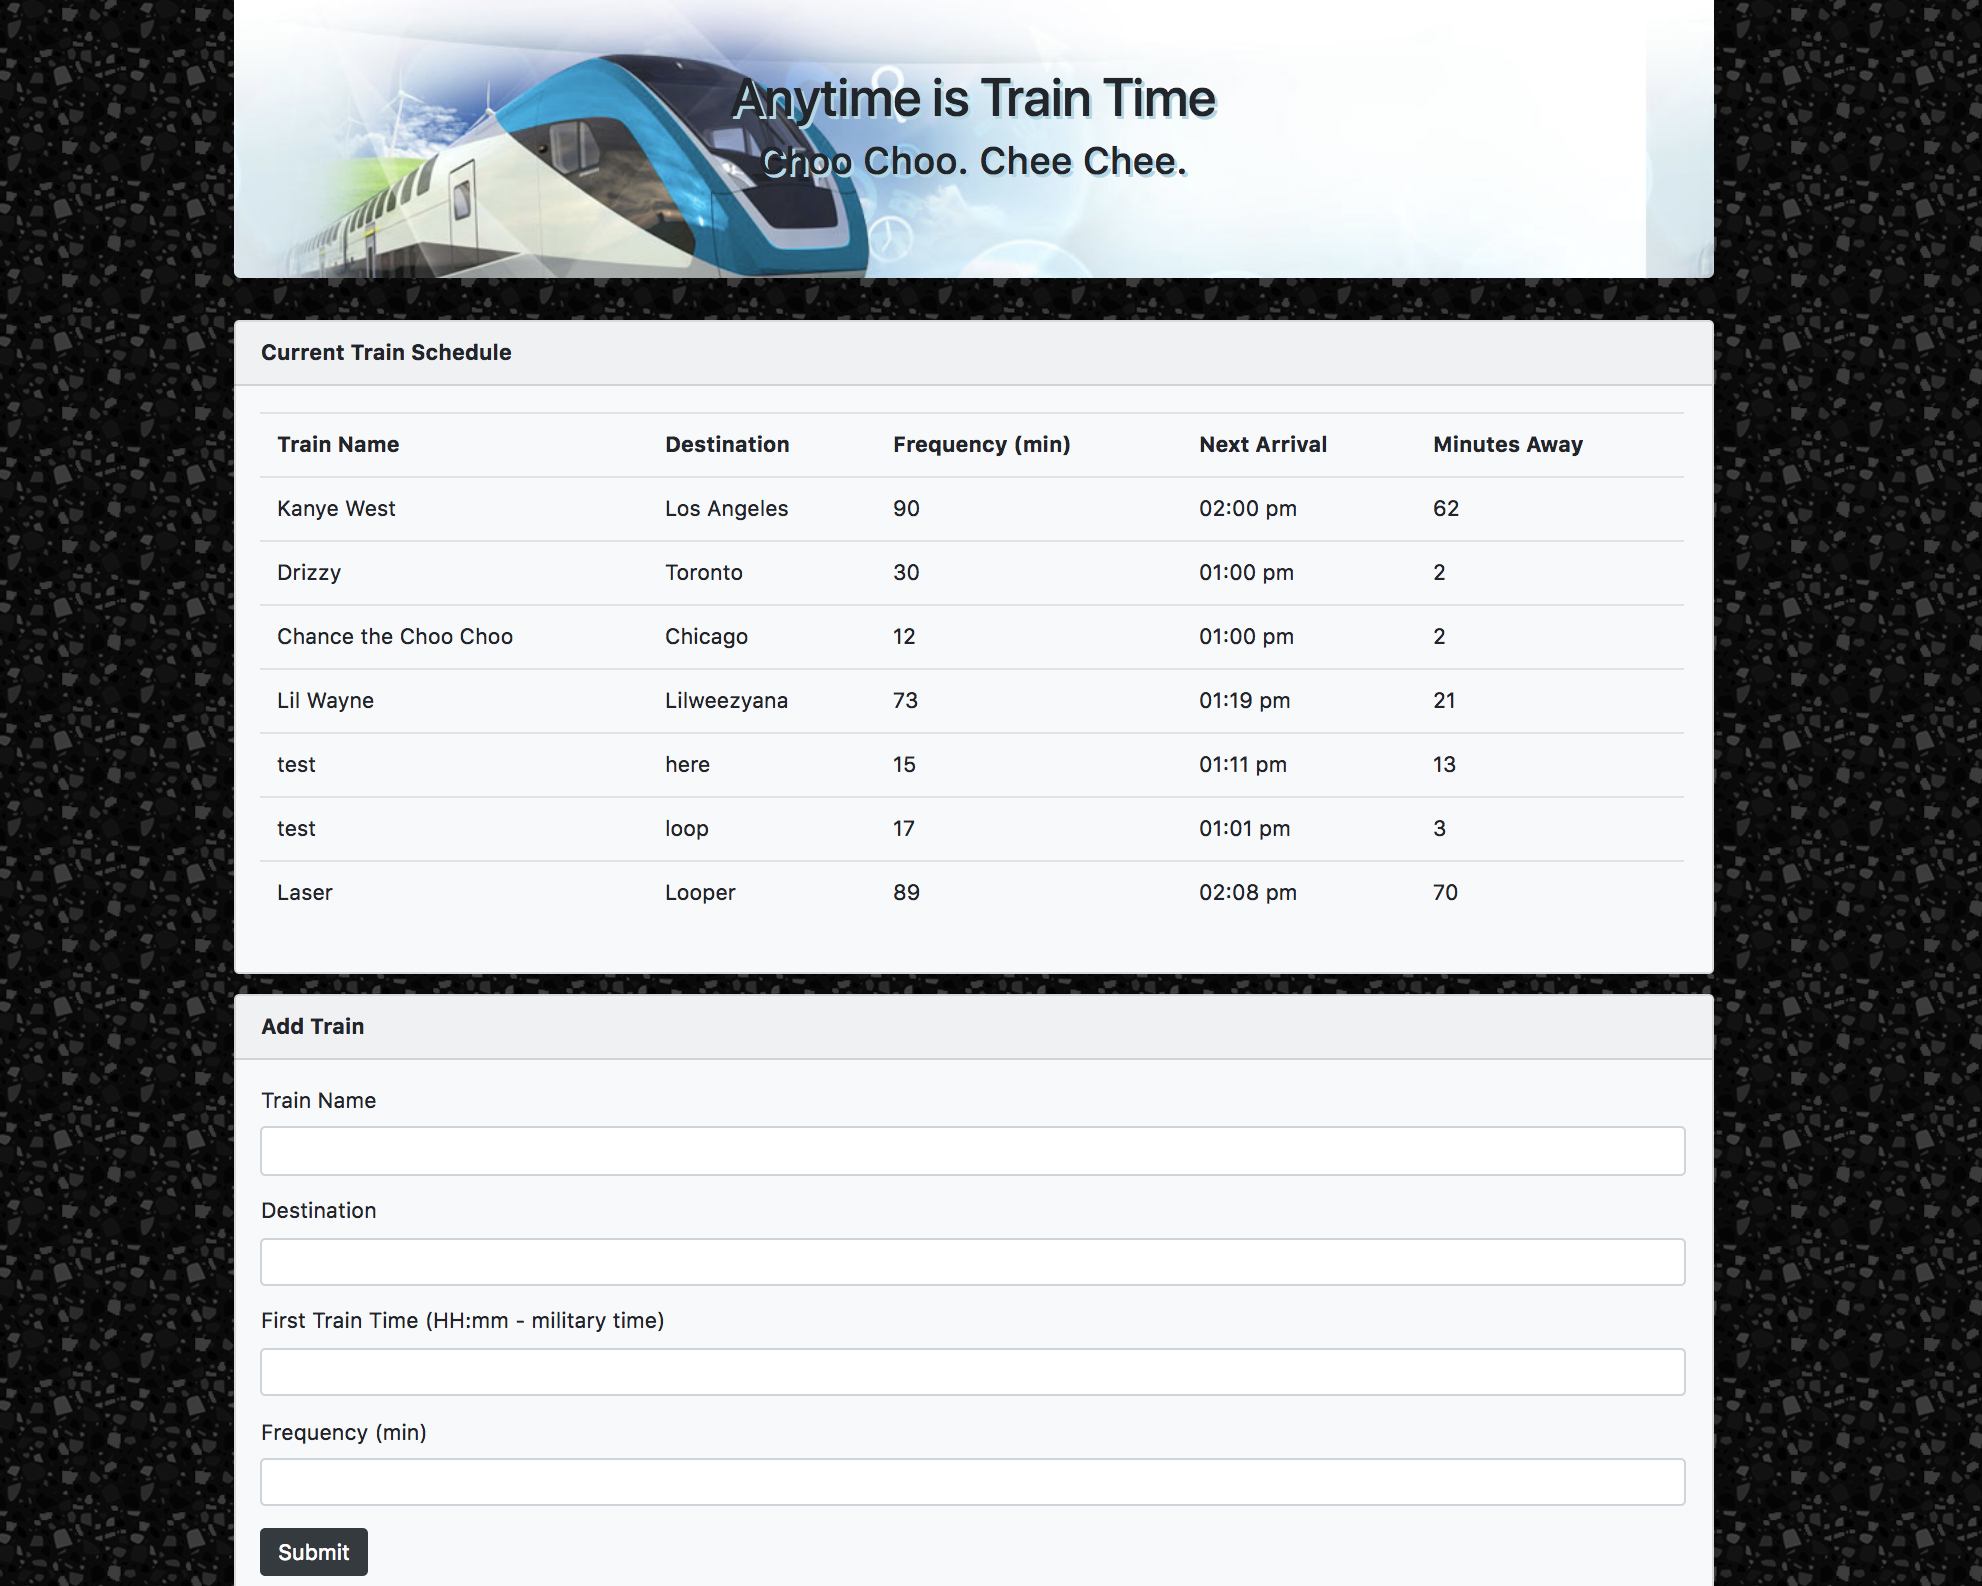 Anytime is Train Time
Choo Choo. Chee Chee.
Current Train Schedule
Train Name Destination Frequency (min) Next Arrival Minutes Away
Kanye West Los Angeles 90 02:00 pm 62
Drizzy Toronto 30 01:00 pm 2
Chance the Choo Choo Chicago 12 01:00 pm 2
Lil Wayne Lilweezyana 73 01:19 pm 21
test here 15 01:11 pm 13
test loop 17 01:01 pm 3
Laser Looper 89 02:08 pm 70
Add Train
Train Name
Destination
First Train Time (HH:mm - military time)
Frequency (min)
Submit